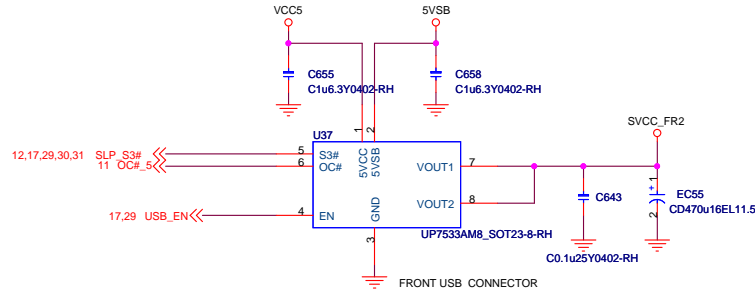 VCC5
5VSB
C655
C1u6.3Y0402-RH
C658
C1u6.3Y0402-RH
SVCC_FR2
U37
1
2
12,17,29,30,31 SLP_S3#
5
S3#
5VCC
5VSB
VOUT1
7
11 OC#_5
6
OC#
C643
+
1
EC55
CD470u16EL11.5
2
17,29 USB_EN
4
EN
GND
VOUT2
8
3
UP7533AM8_SOT23-8-RH
C0.1u25Y0402-RH
FRONT USB CONNECTOR